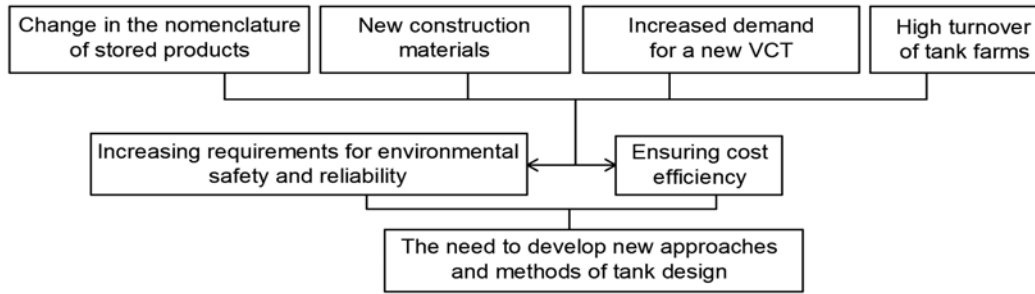 Change in the nomenclature
of stored products
New construction
materials
Increased demand
for a new VCT
High turnover
of tank farms
Increasing requirements for environmental
safety and reliability
Ensuring cost
efficiency
The need to develop new approaches
and methods of tank design